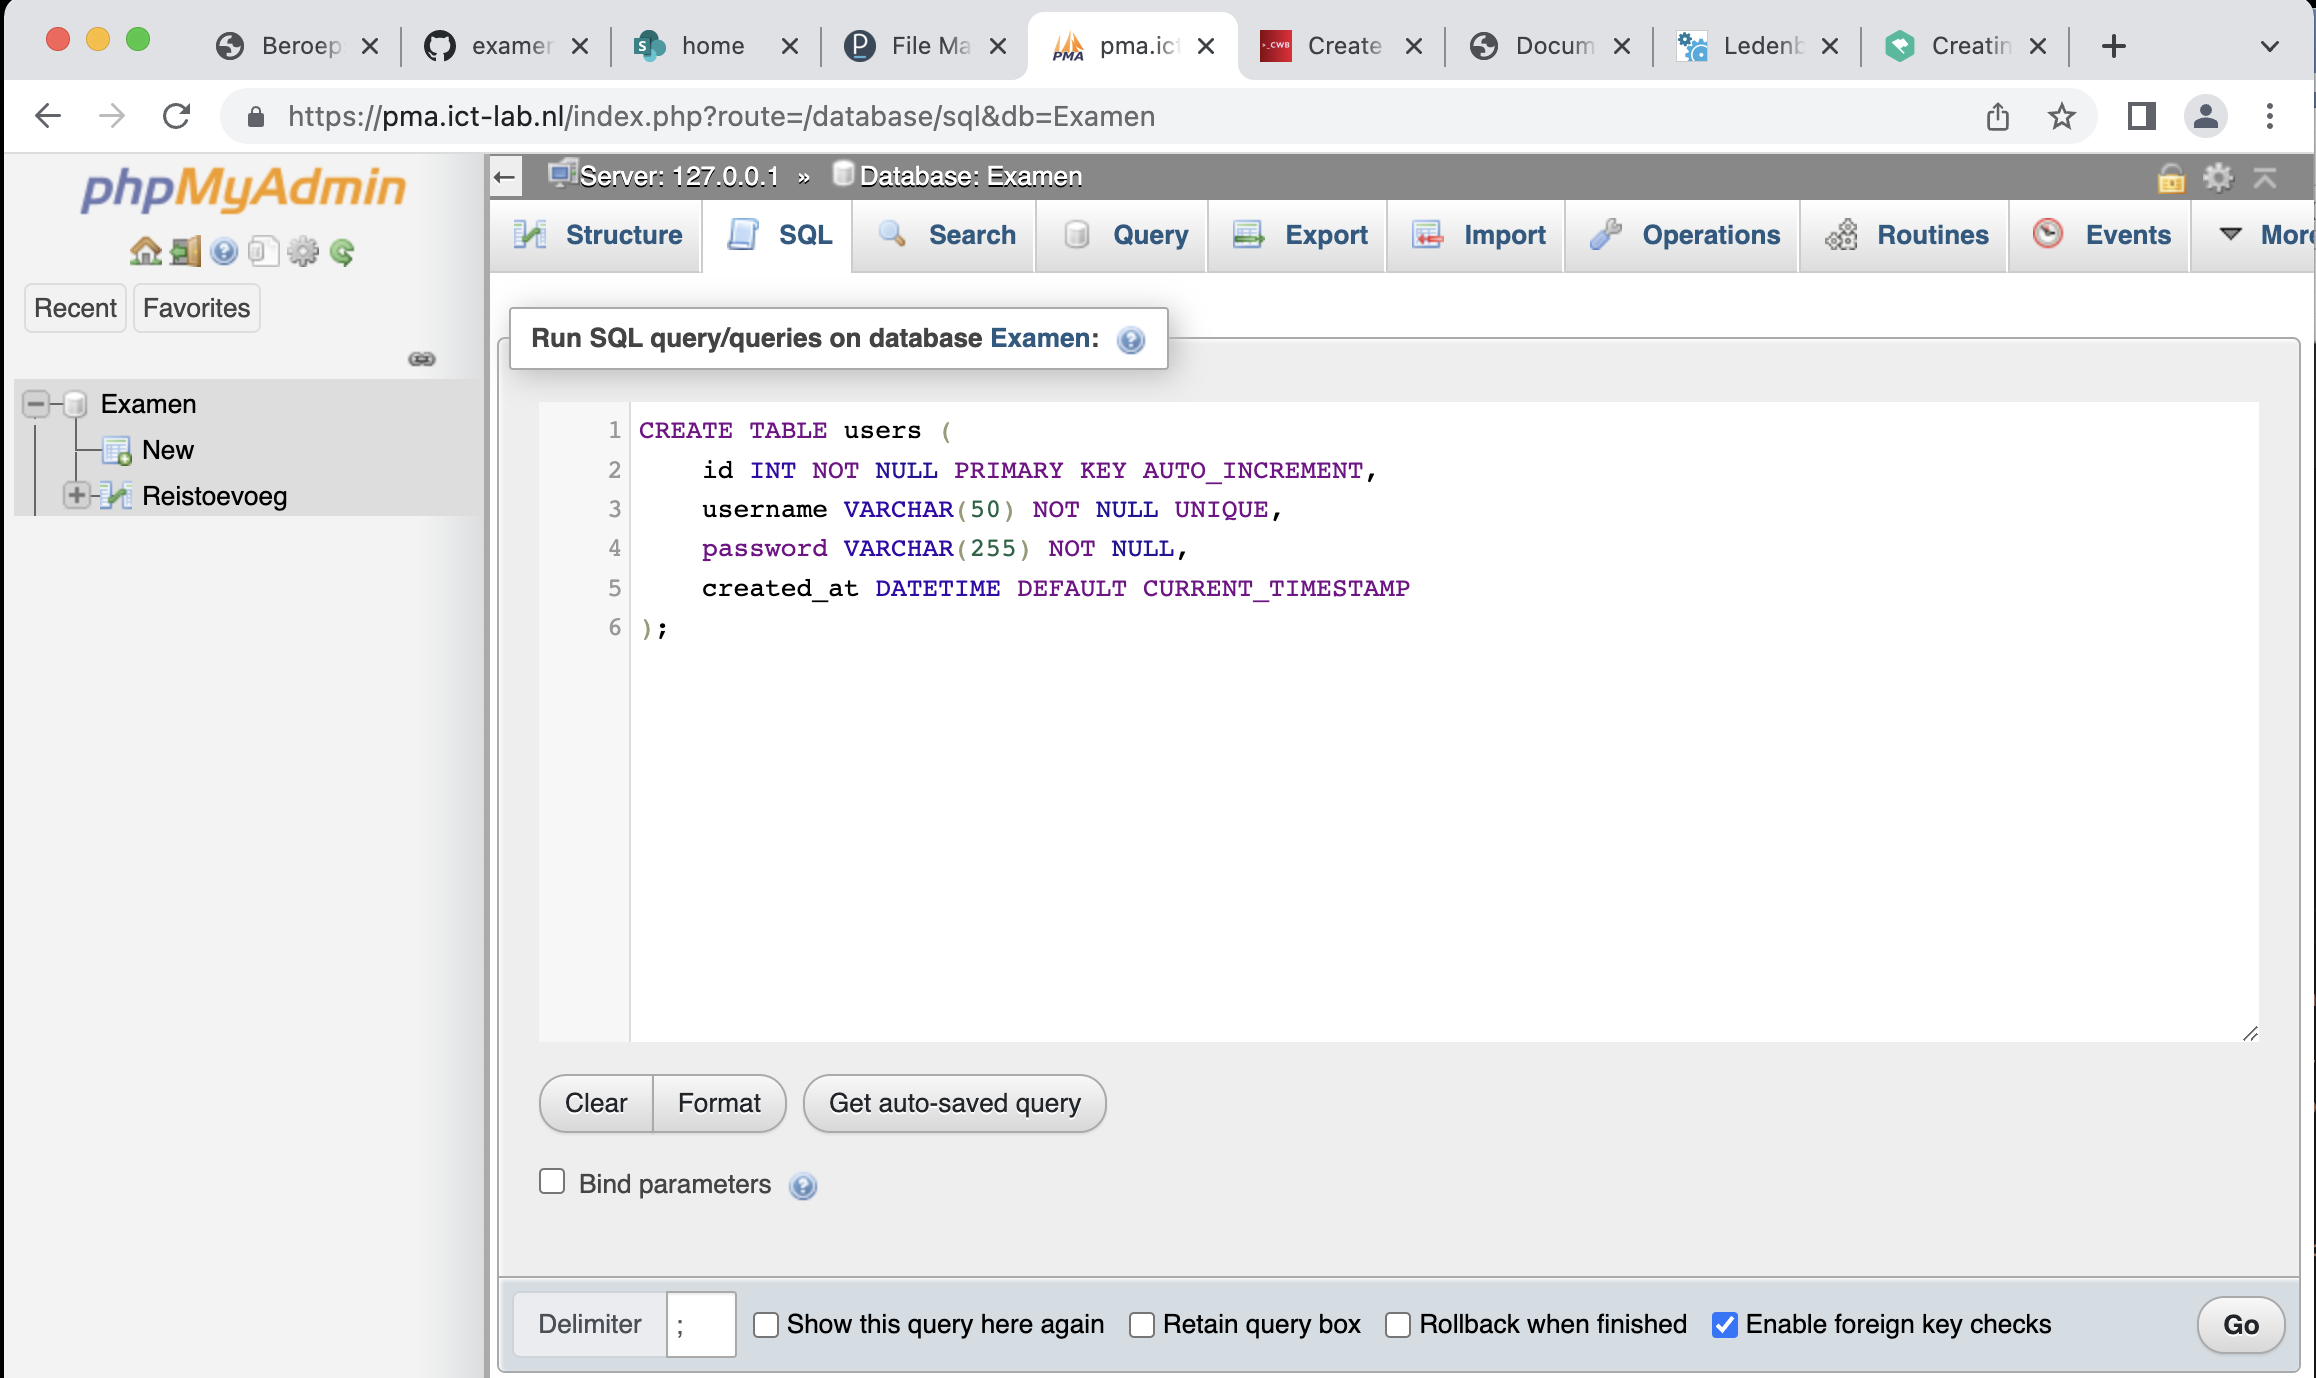 Beroep
examer
home
File Ma
pma.ict
Create
Docum
Ledenb
Creatin
https://pma.ict-lab.nl/index.php?route=/database/sql&db=Examen
phpMyAdmin
Server: 127.0.0.1 » Database: Examen
Structure
SQL
Search
Query
Export
Import
Operations
Routines
Events
More
Recent
Favorites
Examen
New
Reistoevoeg
Run SQL query/queries on database Examen:
1 CREATE TABLE users (
2 id INT NOT NULL PRIMARY KEY AUTO_INCREMENT,
3 username VARCHAR(50) NOT NULL UNIQUE,
4 password VARCHAR(255) NOT NULL,
5 created_at DATETIME DEFAULT CURRENT_TIMESTAMP
6 );
Clear
Format
Get auto-saved query
Bind parameters
Delimiter ;
Show this query here again
Retain query box
Rollback when finished
Enable foreign key checks
Go